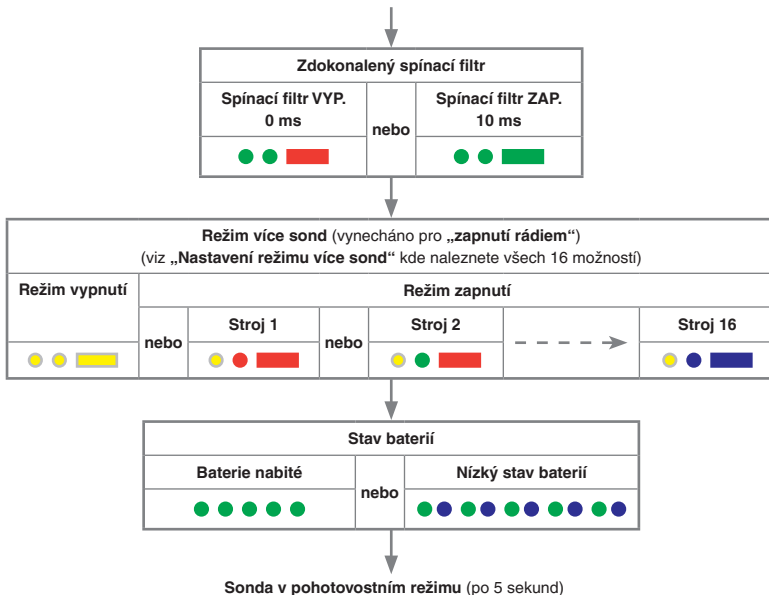 Zdokonalený spínací filtr
Spínací filtr VYP.
0 ms
nebo
Spínací filtr ZAP.
10 ms
Režim více sond (vynecháno pro „zapnutí rádiem“)
(viz „Nastavení režimu více sond“ kde naleznete všech 16 možností)
Režim vypnutí
Režim zapnutí
nebo
Stroj 1
nebo
Stroj 2
Stroj 16
Stav baterií
Baterie nabité
nebo
Nízký stav baterií
Sonda v pohotovostním režimu (po 5 sekund)